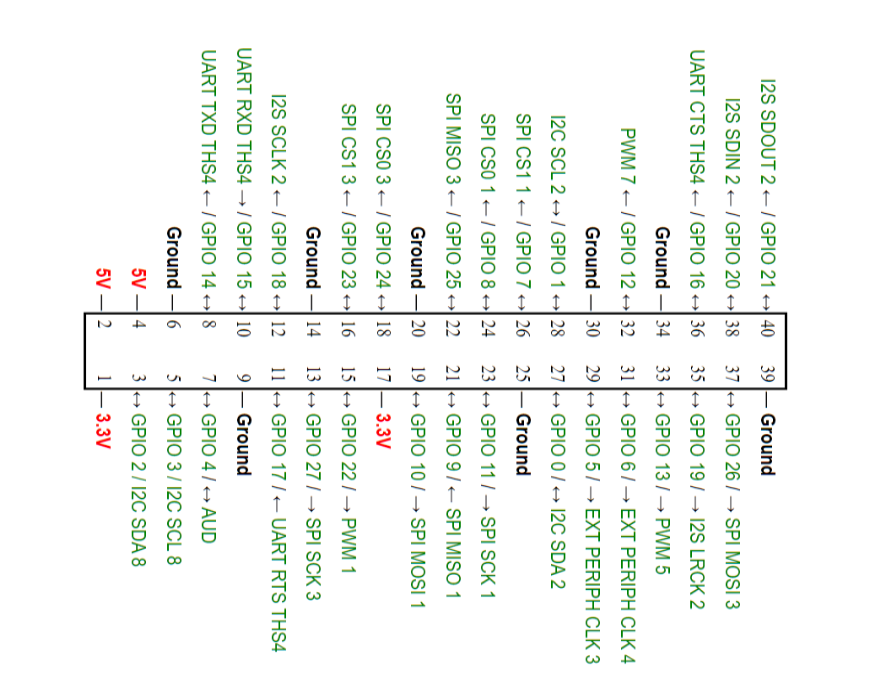 I2S SDOUT 2 ← / GPIO 21 ↔ 40 39 — Ground
I2S SDIN 2 ← / GPIO 20 ↔ 38 37 ↔ GPIO 26 / → SPI MOSI 3
UART CTS THS4 ← / GPIO 16 ↔ 36 35 ↔ GPIO 19 / → I2S LRCK 2
Ground — 34 33 ↔ GPIO 13 / → PWM 5
PWM 7 ← / GPIO 12 ↔ 32 31 ↔ GPIO 6 / → EXT PERIPH CLK 4
Ground — 30 29 ↔ GPIO 5 / → EXT PERIPH CLK 3
I2C SCL 2 ↔ / GPIO 1 ↔ 28 27 ↔ GPIO 0 / ↔ I2C SDA 2
SPI CS1 1 ← / GPIO 7 ↔ 26 25 — Ground
SPI CS0 1 ← / GPIO 8 ↔ 24 23 ↔ GPIO 11 / → SPI SCK 1
SPI MISO 3 ← / GPIO 25 ↔ 22 21 ↔ GPIO 9 / ← SPI MISO 1
Ground — 20 19 ↔ GPIO 10 / → SPI MOSI 1
SPI CS0 3 ← / GPIO 24 ↔ 18 17 — 3.3V
SPI CS1 3 ← / GPIO 23 ↔ 16 15 ↔ GPIO 22 / → PWM 1
Ground — 14 13 ↔ GPIO 27 / → SPI SCK 3
I2S SCLK 2 ← / GPIO 18 ↔ 12 11 ↔ GPIO 17 / ← UART RTS THS4
UART RXD THS4 → / GPIO 15 ↔ 10 9 — Ground
UART TXD THS4 ← / GPIO 14 ↔ 8 7 ↔ GPIO 4 / ↔ AUD
Ground — 6 5 ↔ GPIO 3 / I2C SCL 8
5V — 4 3 ↔ GPIO 2 / I2C SDA 8
5V — 2 1 — 3.3V